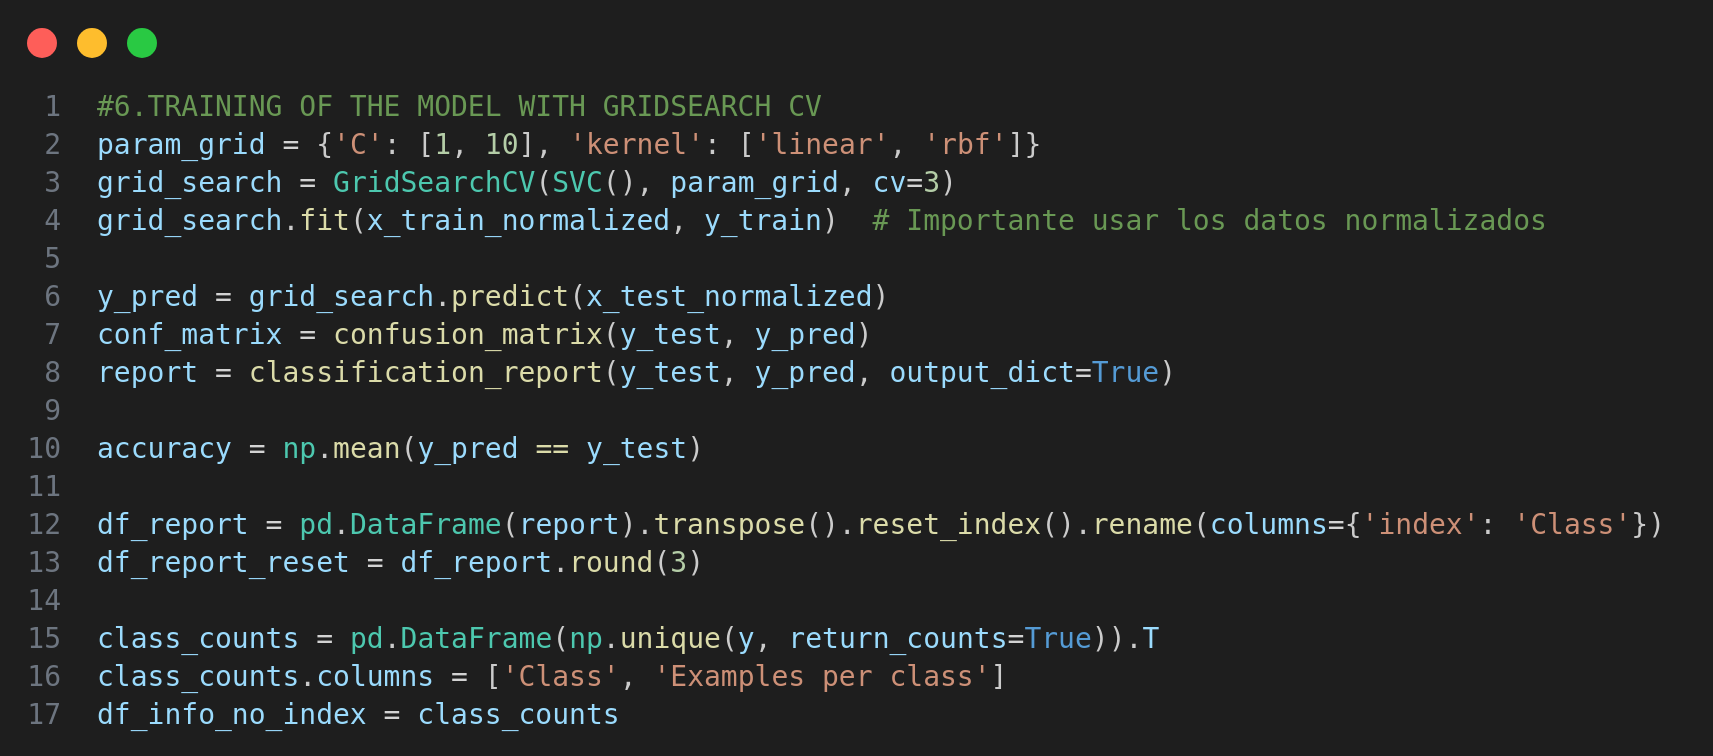 1 #6.TRAINING OF THE MODEL WITH GRIDSEARCH CV
2 param_grid = {'C': [1, 10], 'kernel': ['linear', 'rbf']}
3 grid_search = GridSearchCV(SVC(), param_grid, cv=3)
4 grid_search.fit(x_train_normalized, y_train)  # Importante usar los datos normalizados
5
6 y_pred = grid_search.predict(x_test_normalized)
7 conf_matrix = confusion_matrix(y_test, y_pred)
8 report = classification_report(y_test, y_pred, output_dict=True)
9
10 accuracy = np.mean(y_pred == y_test)
11
12 df_report = pd.DataFrame(report).transpose().reset_index().rename(columns={'index': 'Class'})
13 df_report_reset = df_report.round(3)
14
15 class_counts = pd.DataFrame(np.unique(y, return_counts=True)).T
16 class_counts.columns = ['Class', 'Examples per class']
17 df_info_no_index = class_counts